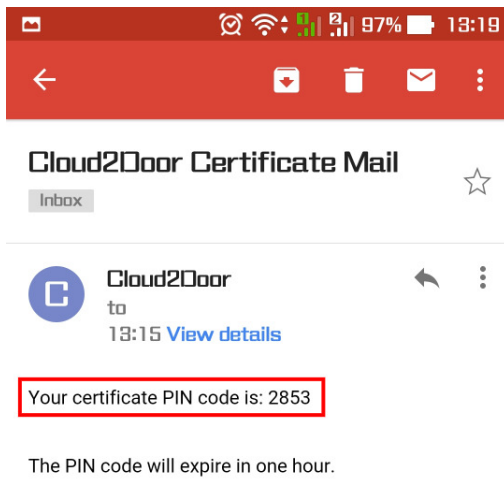 97% 13:19
Cloud2Door Certificate Mail
Inbox
C Cloud2Door
to
13:15 View details
Your certificate PIN code is: 2853
The PIN code will expire in one hour.